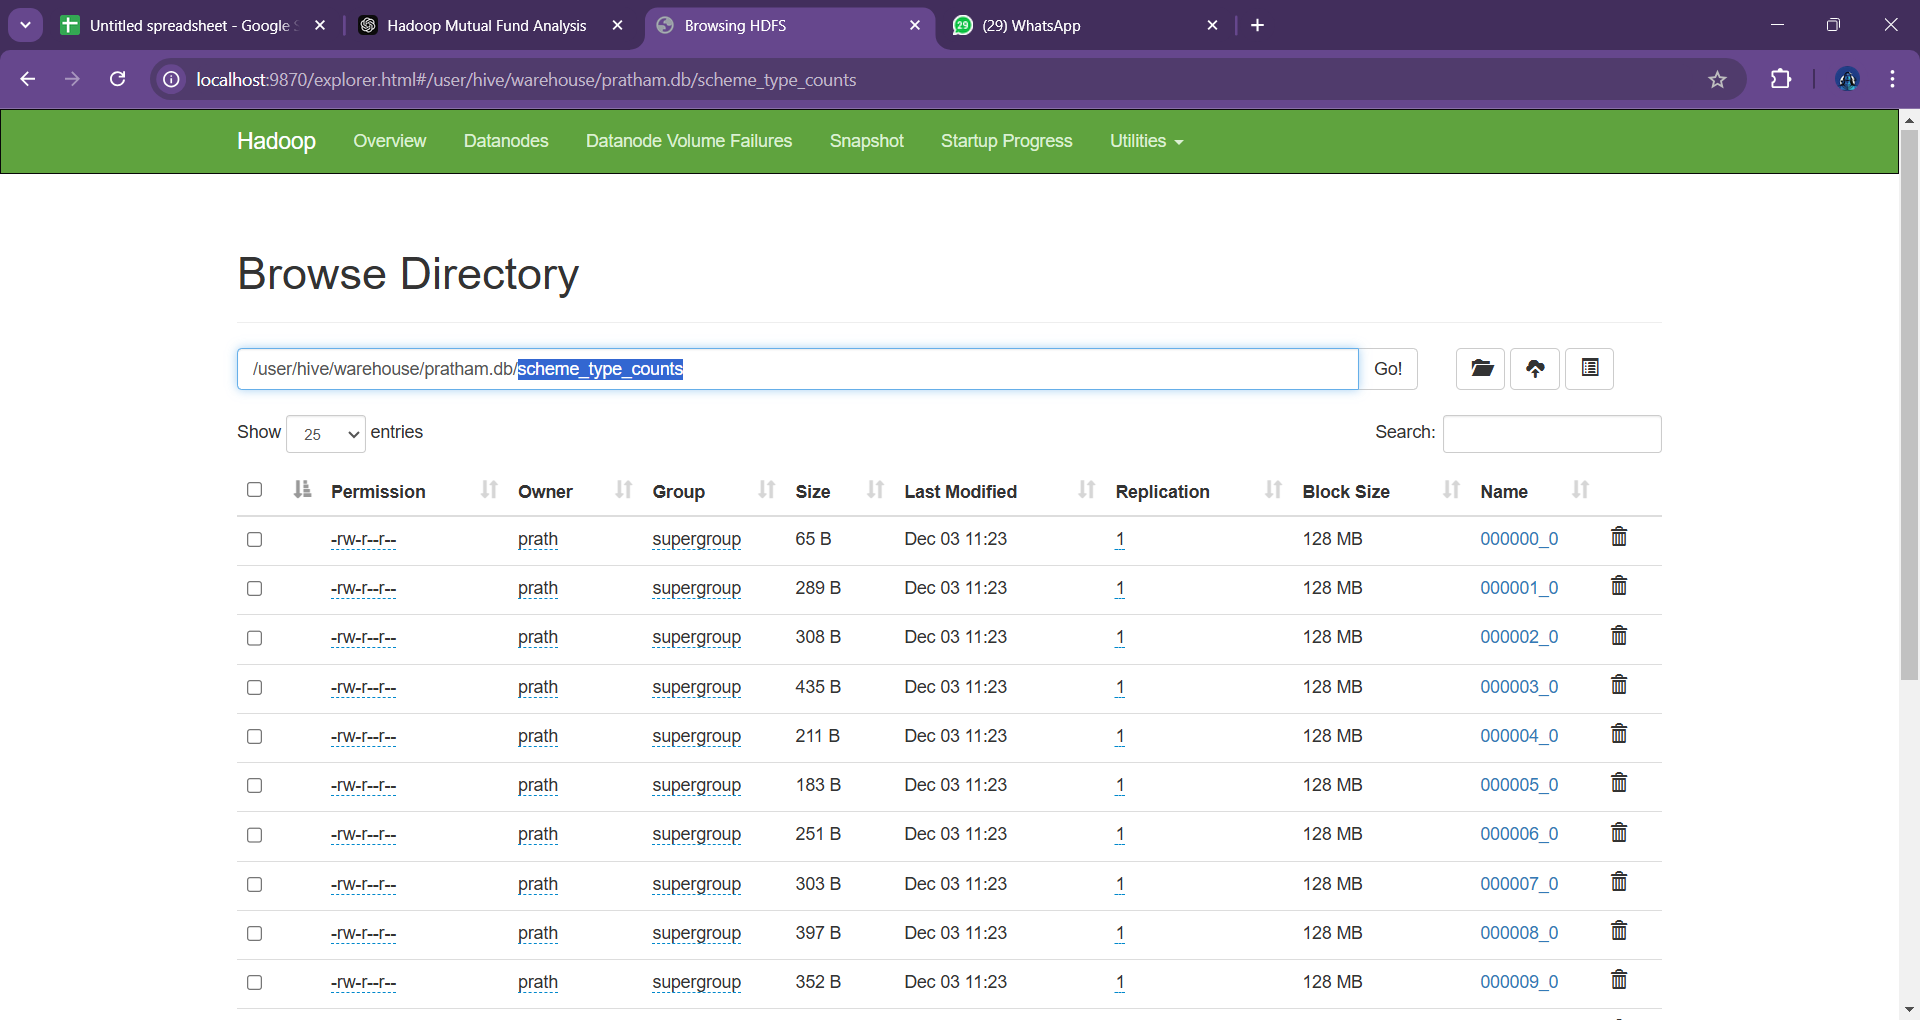 Untitled spreadsheet - Google S
Hadoop Mutual Fund Analysis
Browsing HDFS
29
(29) WhatsApp
localhost:9870/explorer.html#/user/hive/warehouse/pratham.db/scheme_type_counts
Hadoop Overview Datanodes Datanode Volume Failures Snapshot Startup Progress Utilities
Browse Directory
/user/hive/warehouse/pratham.db/scheme_type_counts Go!
Show 25 entries Search:
Permission Owner Group Size Last Modified Replication Block Size Name
-rw-r--r-- prath supergroup 65 B Dec 03 11:23 1 128 MB 000000_0
-rw-r--r-- prath supergroup 289 B Dec 03 11:23 1 128 MB 000001_0
-rw-r--r-- prath supergroup 308 B Dec 03 11:23 1 128 MB 000002_0
-rw-r--r-- prath supergroup 435 B Dec 03 11:23 1 128 MB 000003_0
-rw-r--r-- prath supergroup 211 B Dec 03 11:23 1 128 MB 000004_0
-rw-r--r-- prath supergroup 183 B Dec 03 11:23 1 128 MB 000005_0
-rw-r--r-- prath supergroup 251 B Dec 03 11:23 1 128 MB 000006_0
-rw-r--r-- prath supergroup 303 B Dec 03 11:23 1 128 MB 000007_0
-rw-r--r-- prath supergroup 397 B Dec 03 11:23 1 128 MB 000008_0
-rw-r--r-- prath supergroup 352 B Dec 03 11:23 1 128 MB 000009_0